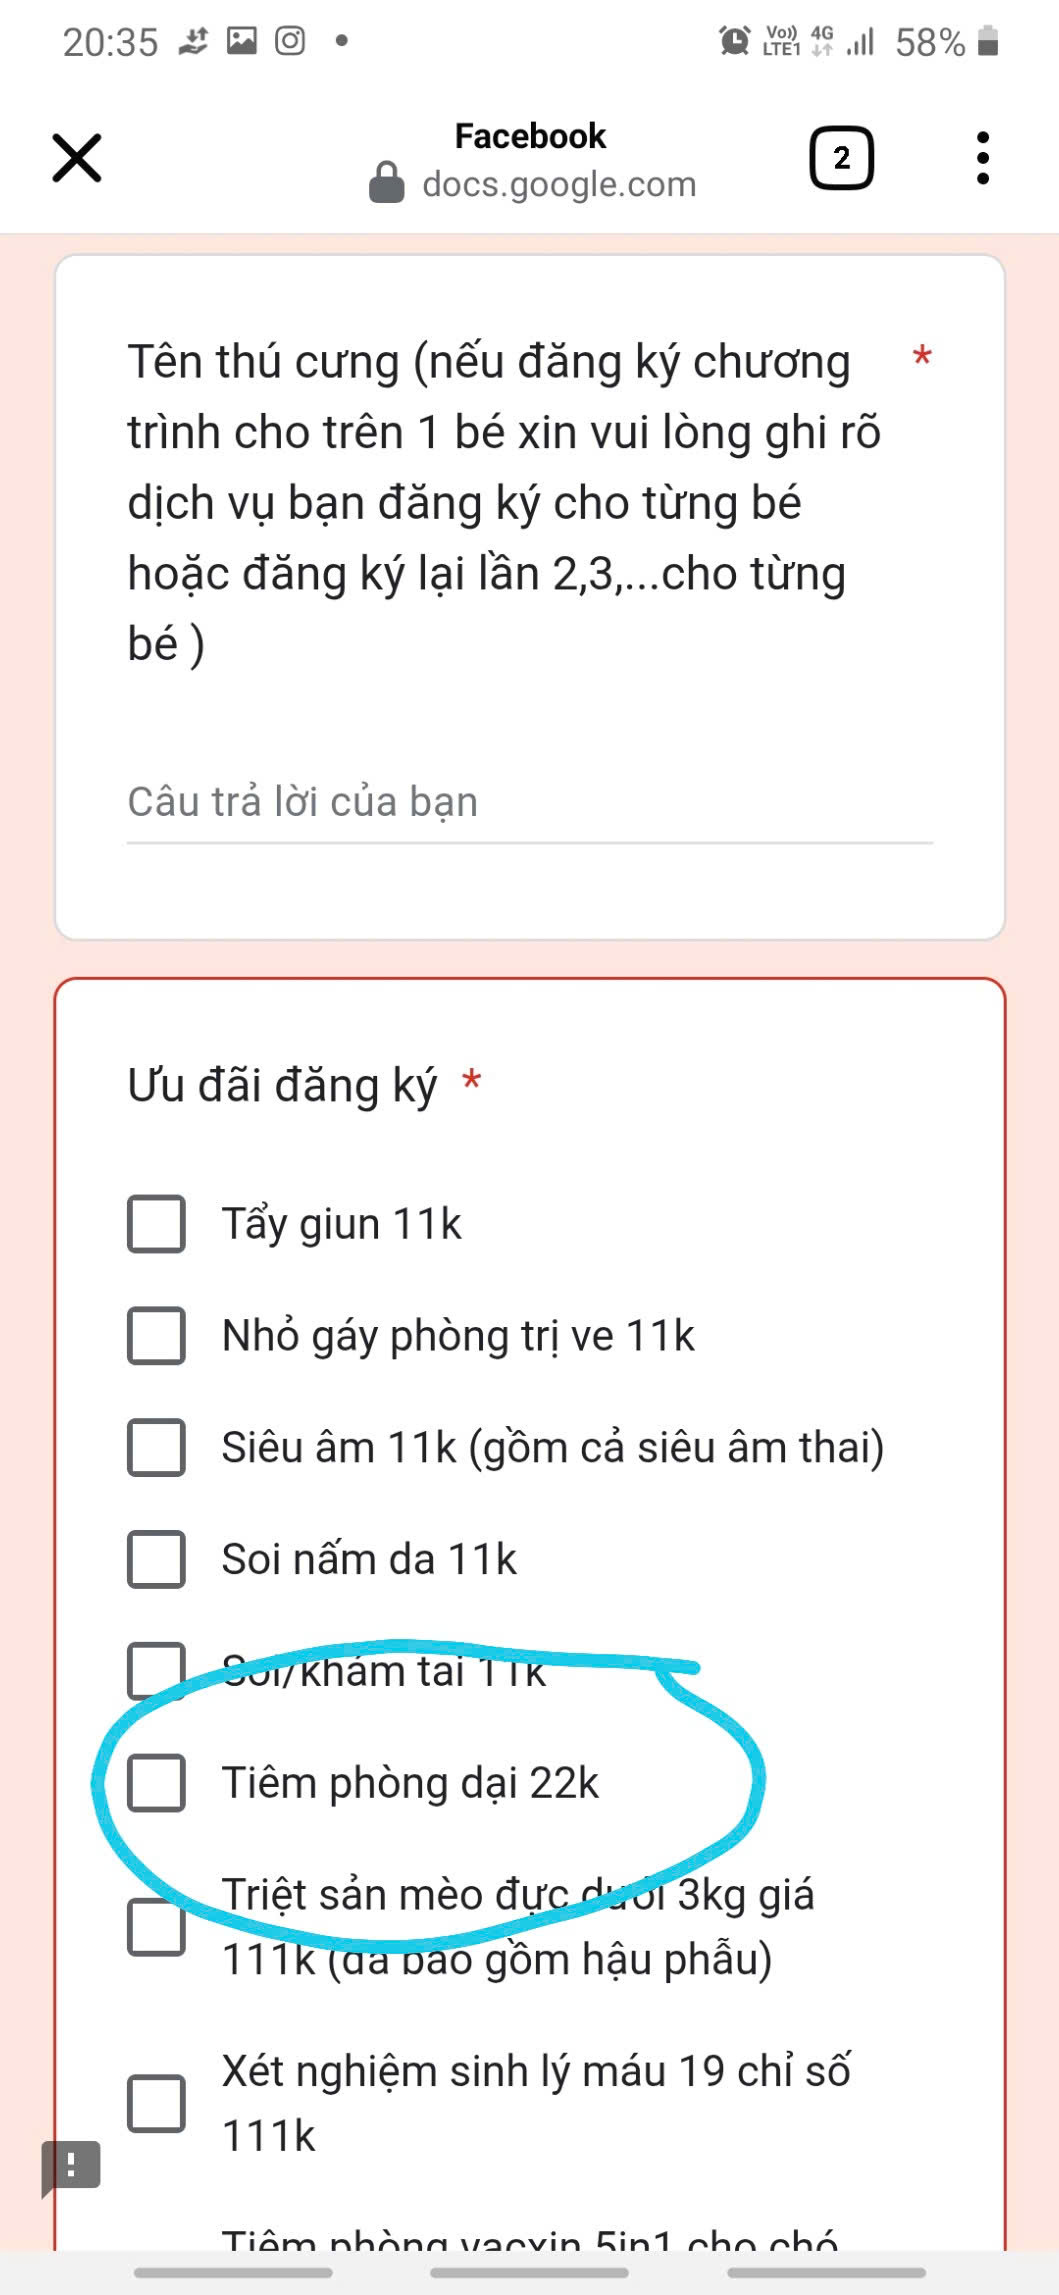 20:35
Vo)) 4G 58%
LTE1
Facebook
2
docs.google.com
Tên thú cưng (nếu đăng ký chương *
trình cho trên 1 bé xin vui lòng ghi rõ
dịch vụ bạn đăng ký cho từng bé
hoặc đăng ký lại lần 2,3,...cho từng
bé )
Câu trả lời của bạn
Ưu đãi đăng ký *
Tẩy giun 11k
Nhỏ gáy phòng trị ve 11k
Siêu âm 11k (gồm cả siêu âm thai)
Soi nấm da 11k
Soi/khám tai 11k
Tiêm phòng dại 22k
Triệt sản mèo đực dưới 3kg giá
111k (đã bao gồm hậu phẫu)
Xét nghiệm sinh lý máu 19 chỉ số
111k
!
Tiêm phòng vacxin 5in1 cho chó